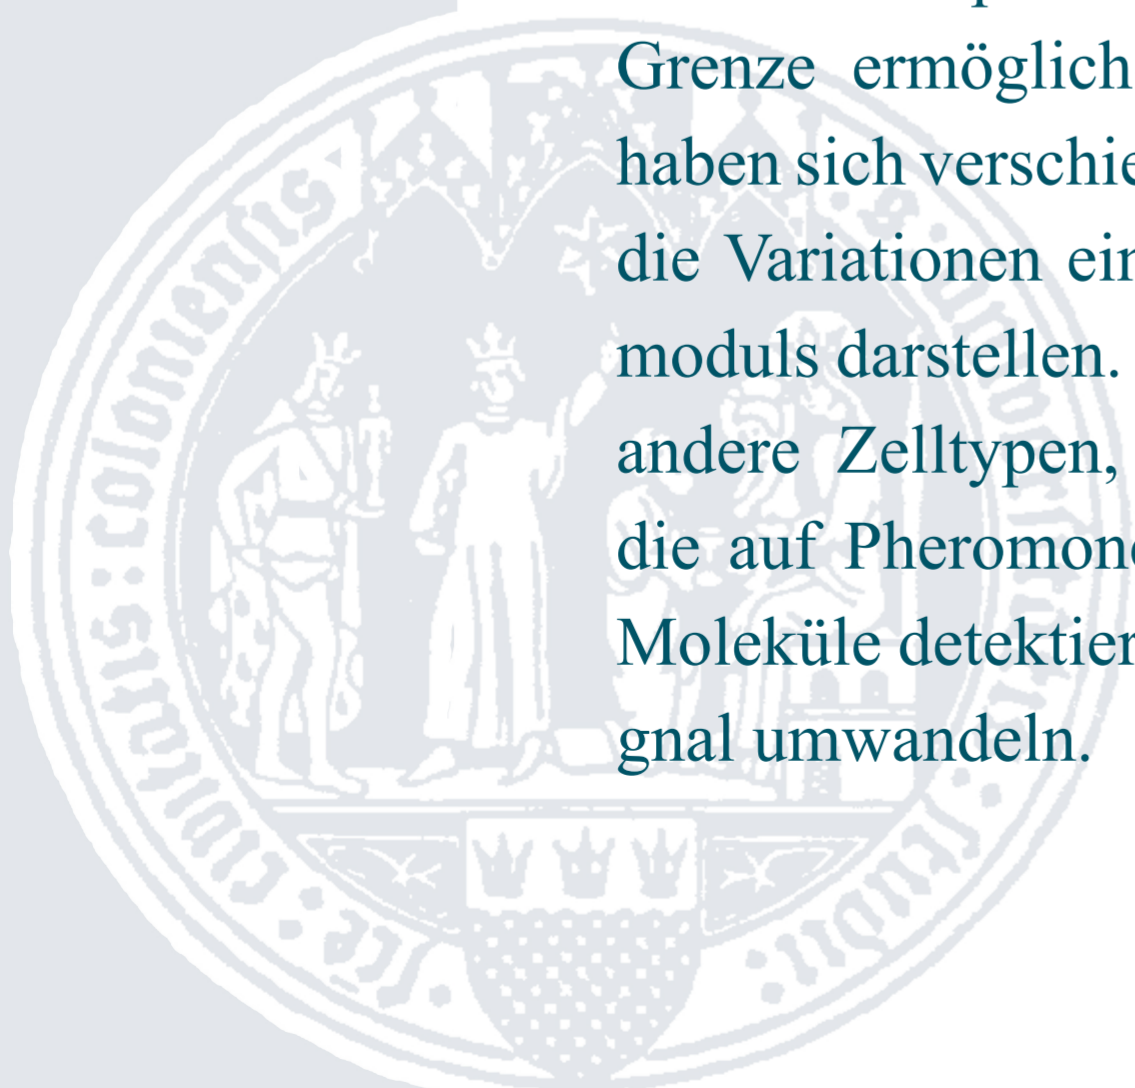 Grenze ermöglich
haben sich verschie
die Variationen ein
moduls darstellen.
andere Zelltypen,
die auf Pheromone
Moleküle detektier
gnal umwandeln.